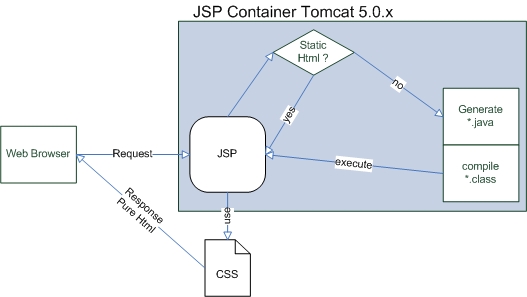 JSP Container Tomcat 5.0.x
Static
Html ?
no
yes
Generate
*.java
Web Browser
Request
JSP
execute
compile
*.class
Response
Pure Html
use
CSS